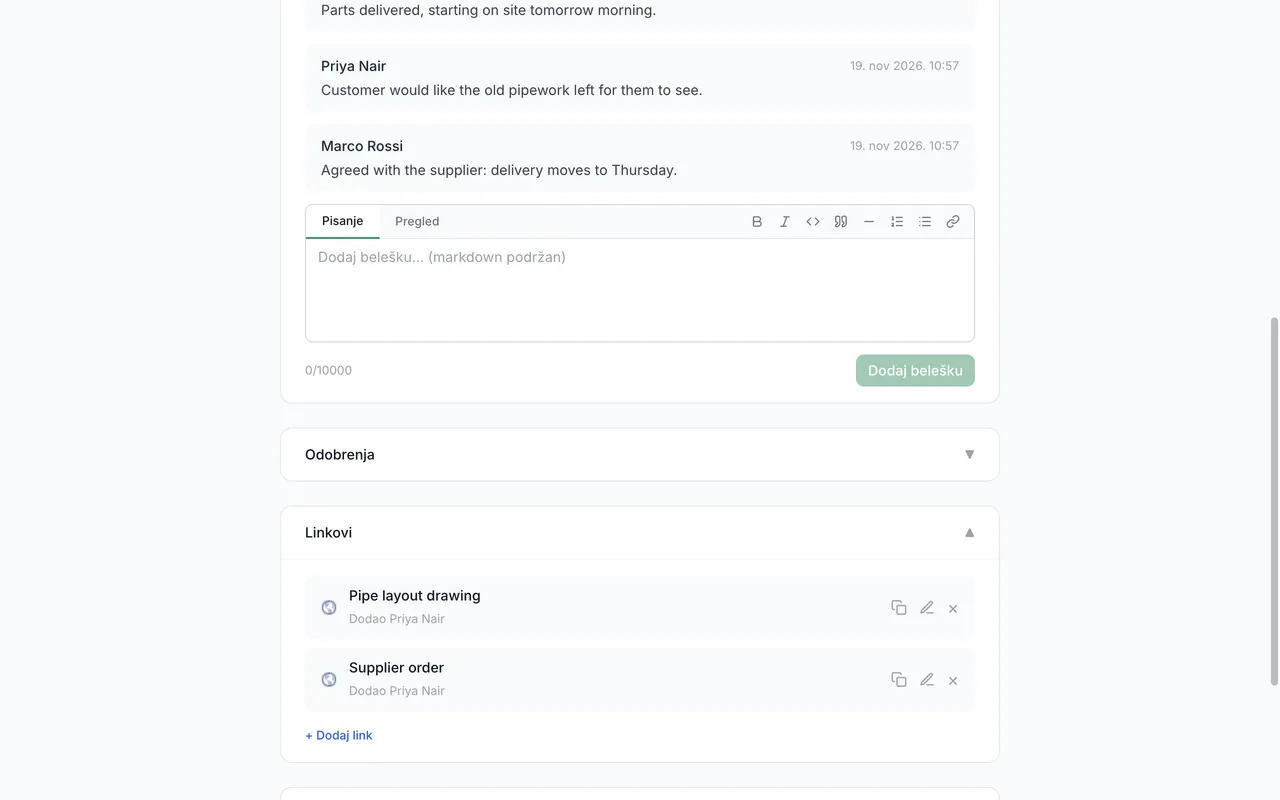 Parts delivered, starting on site tomorrow morning.
Priya Nair
19. nov 2026. 10:57
Customer would like the old pipework left for them to see.
Marco Rossi
19. nov 2026. 10:57
Agreed with the supplier: delivery moves to Thursday.
Pisanje
Pregled
Dodaj belešku... (markdown podržan)
0/10000
Dodaj belešku
Odobrenja
Linkovi
Pipe layout drawing
Dodao Priya Nair
Supplier order
Dodao Priya Nair
+ Dodaj link